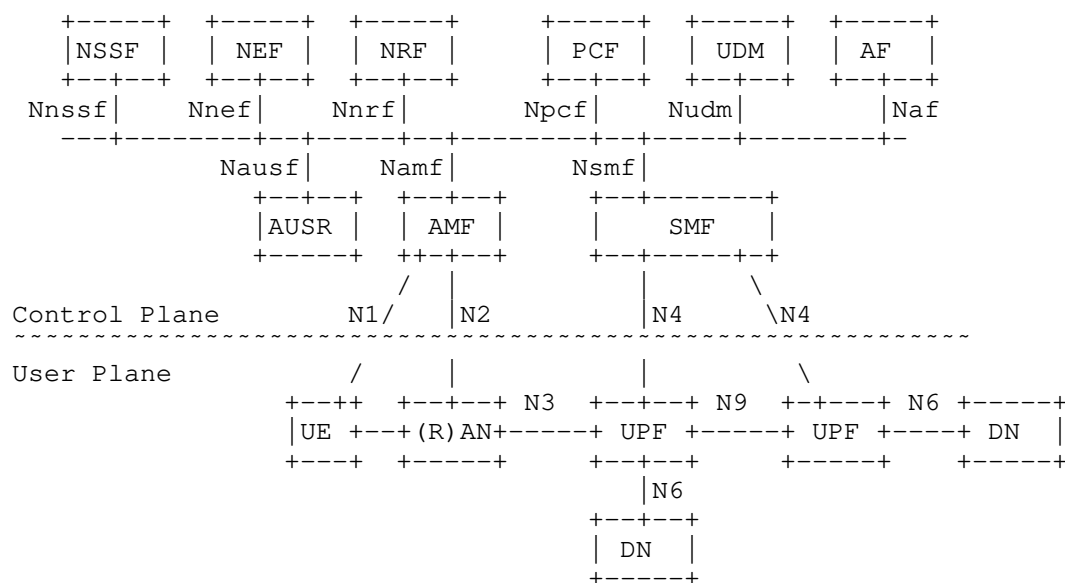 NSSF NEF NRF PCF UDM AF
Nnssf Nnef Nnrf Npcf Nudm Naf
Nausf Namf Nsmf
AUSR AMF SMF
Control Plane N1 N2 N4 N4
User Plane
N3 N9 N6
UE (R)AN UPF UPF DN
N6
DN